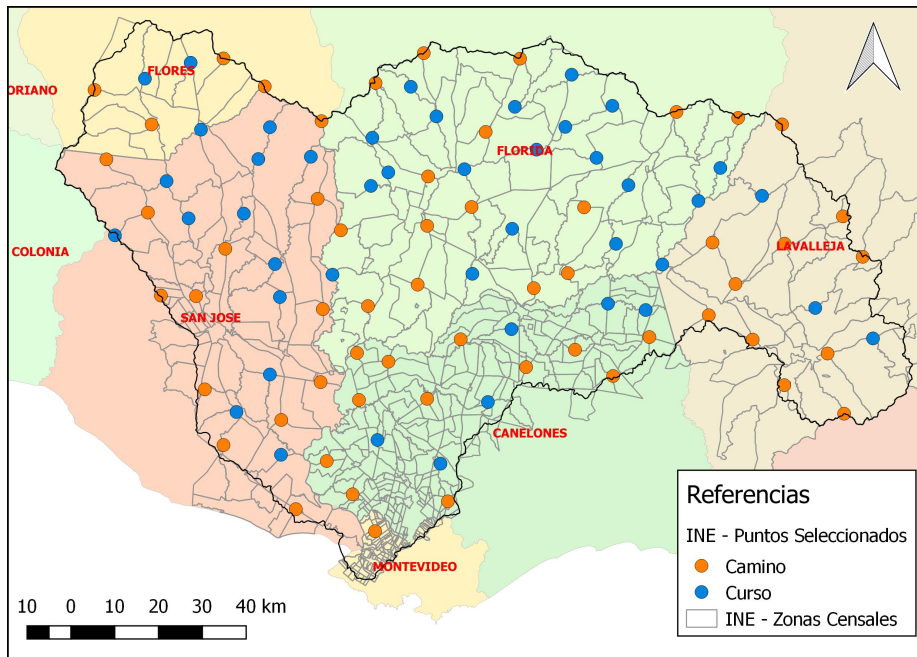 FLORES
ORIANO
FLORIDA
COLONIA
LAVALLEJA
SAN JOSE
CANELONES
MONTEVIDEO
Referencias
INE - Puntos Seleccionados
Camino
Curso
INE - Zonas Censales
10 0 10 20 30 40 km